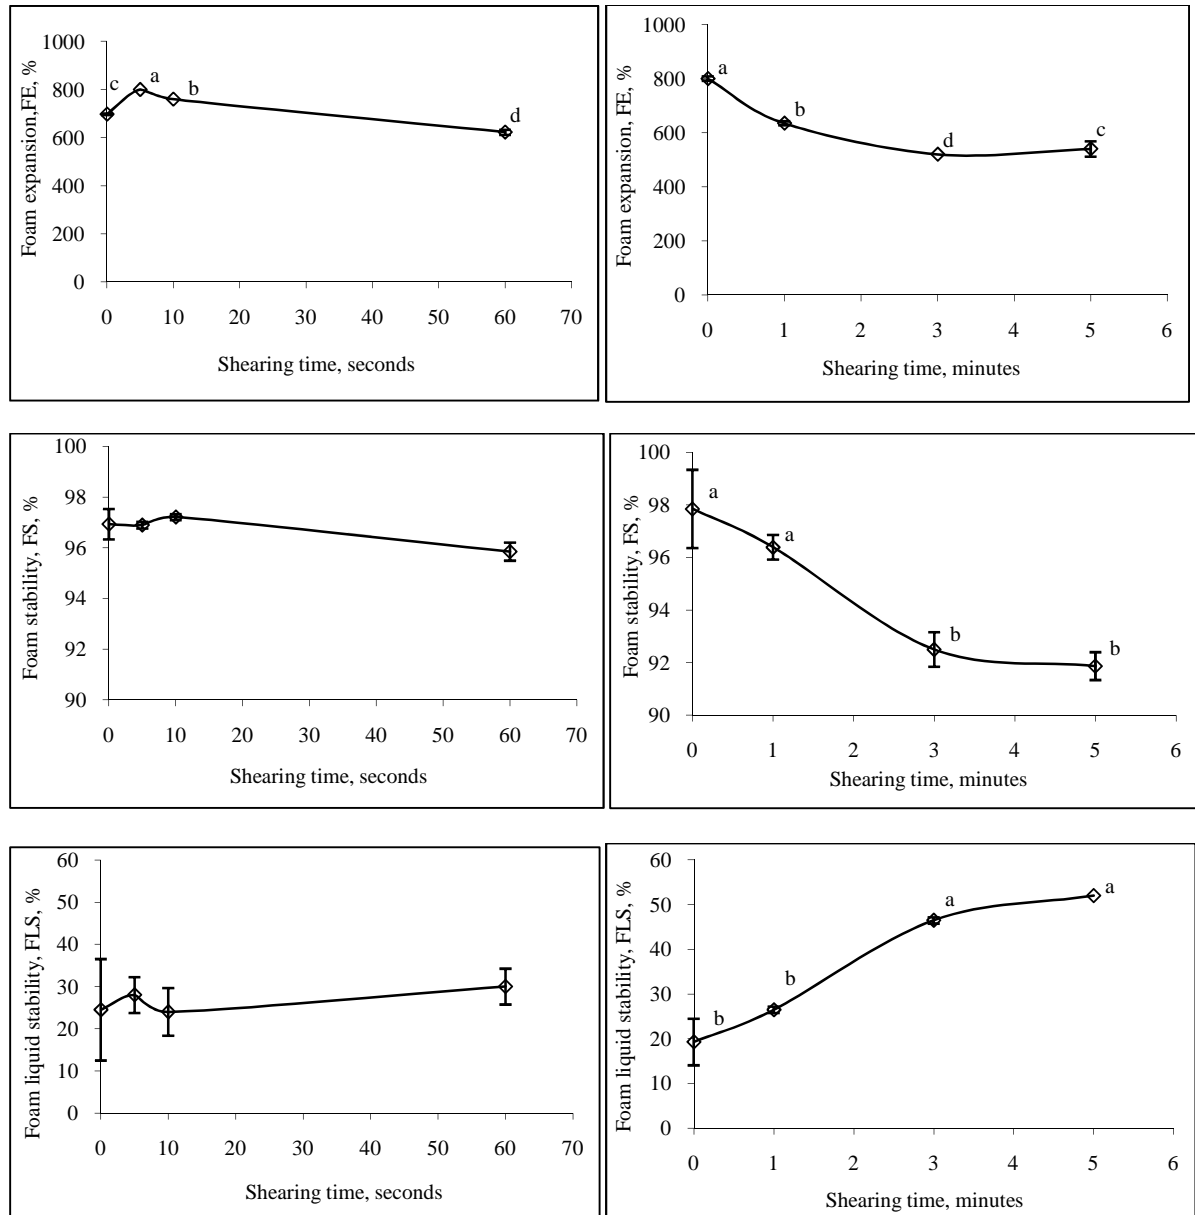 1000
800
600
400
200
0
c
a
b
d
0 10 20 30 40 50 60 70
Foam expansion,FE, %
Shearing time, seconds
1000
800
600
400
200
0
a
b
d
c
0 1 2 3 4 5 6
Foam expansion, FE, %
Shearing time, minutes
100
98
96
94
92
90
0 10 20 30 40 50 60 70
Foam stability, FS, %
Shearing time, seconds
100
98
96
94
92
90
a
a
b
b
0 1 2 3 4 5 6
Foam stability, FS, %
Shearing time, minutes
60
50
40
30
20
10
0
0 10 20 30 40 50 60 70
Foam liquid stability, FLS, %
Shearing time, seconds
60
50
40
30
20
10
0
b
b
a
a
0 1 2 3 4 5 6
Foam liquid stability, FLS, %
Shearing time, minutes